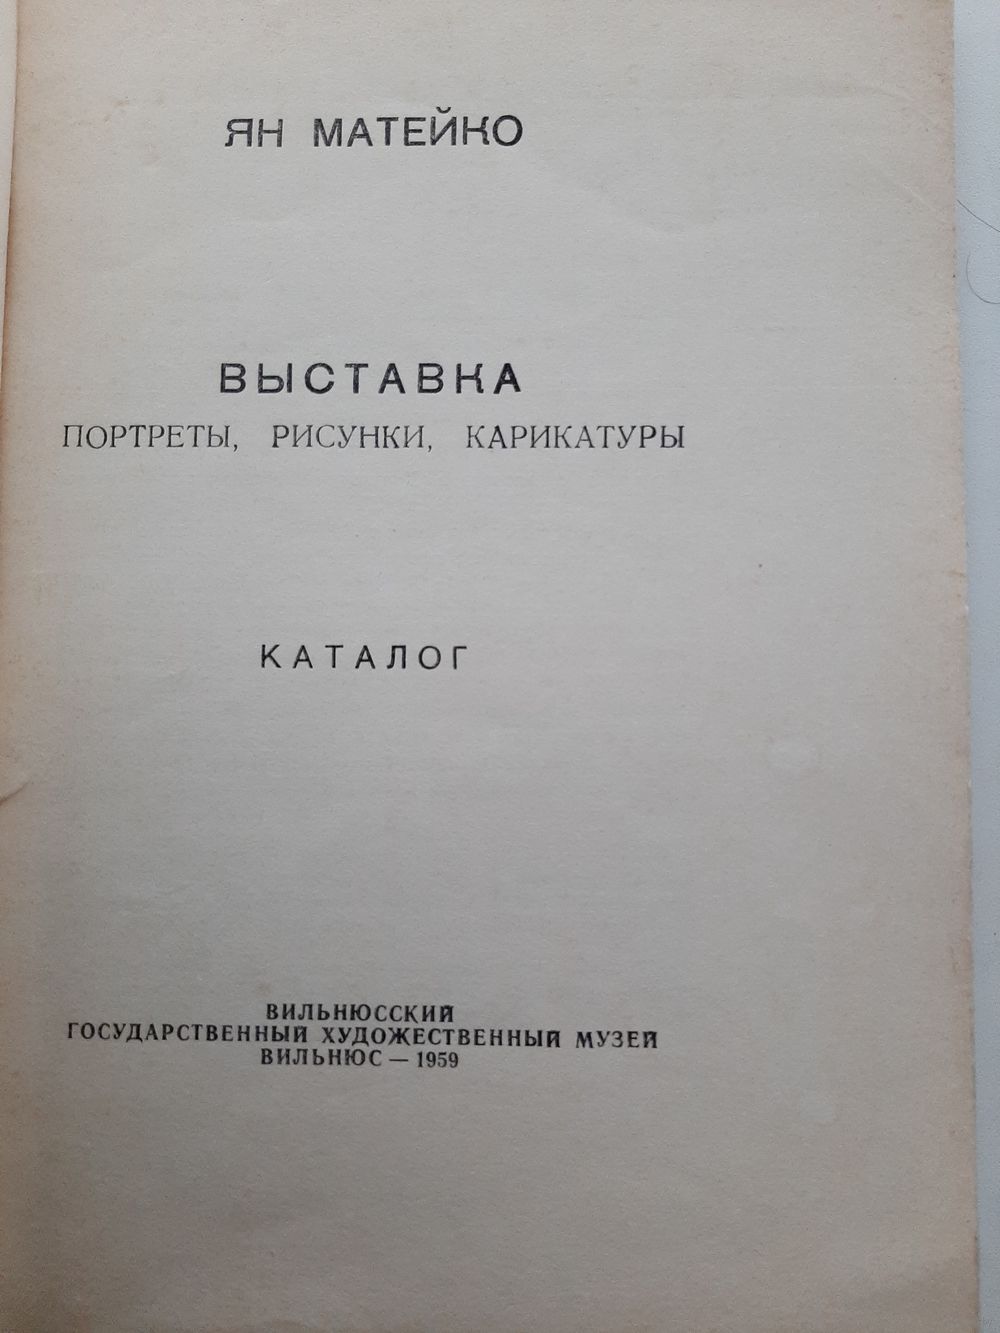 ЯН МАТЕЙКО
ВЫСТАВКА
ПОРТРЕТЫ, РИСУНКИ, КАРИКАТУРЫ
КАТАЛОГ
ВИЛЬНЮССКИЙ
ГОСУДАРСТВЕННЫЙ ХУДОЖЕСТВЕННЫЙ МУЗЕЙ
ВИЛЬНЮС — 1959